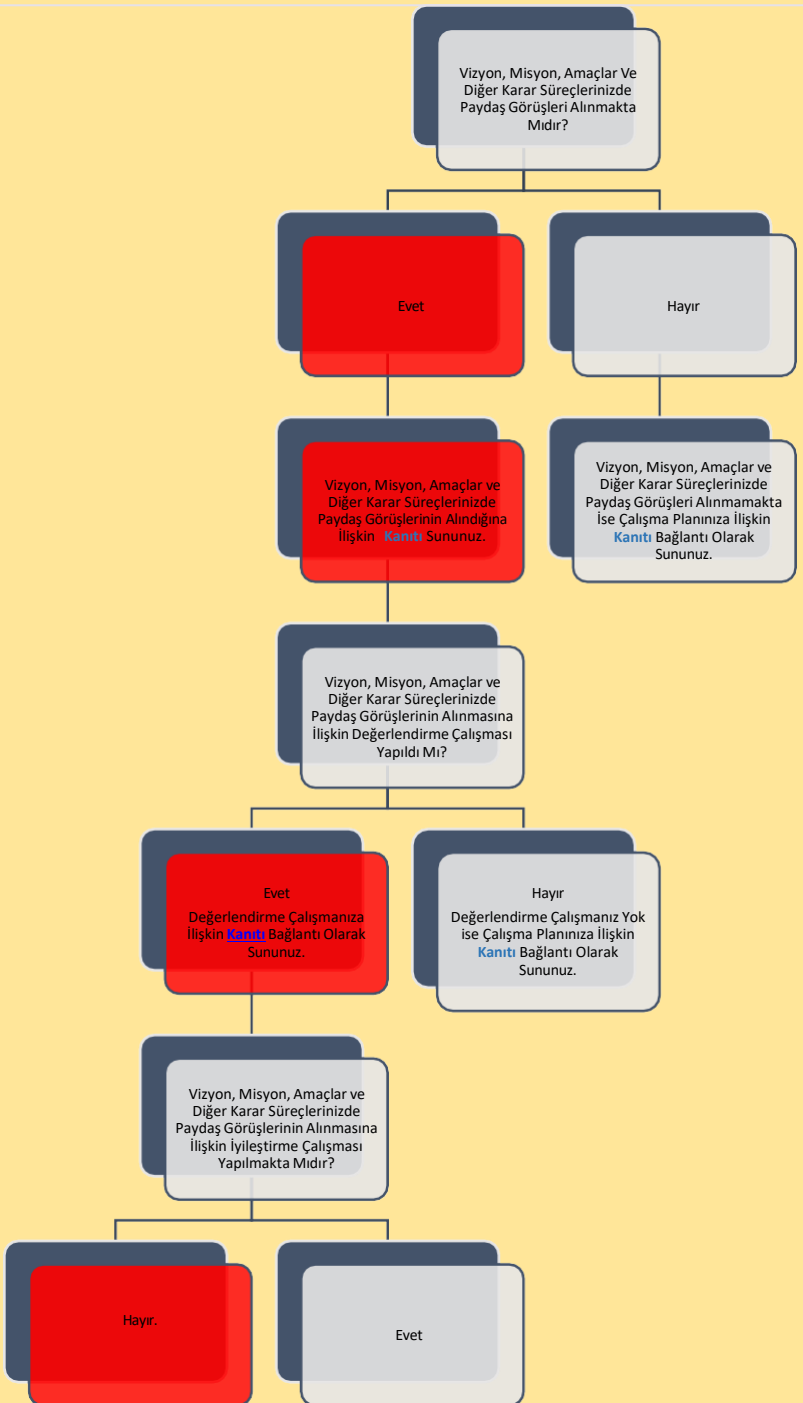 Vizyon, Misyon, Amaçlar Ve
Diğer Karar Süreçlerinizde
Paydaş Görüşleri Alınmakta
Mıdır?
Evet
Hayır
Vizyon, Misyon, Amaçlar ve
Diğer Karar Süreçlerinizde
Paydaş Görüşlerinin Alındığına
İlişkin Kanıtı Sununuz.
Vizyon, Misyon, Amaçlar ve
Diğer Karar Süreçlerinizde
Paydaş Görüşleri Alınmamakta
İse Çalışma Planınıza İlişkin
Kanıtı Bağlantı Olarak
Sununuz.
Vizyon, Misyon, Amaçlar ve
Diğer Karar Süreçlerinizde
Paydaş Görüşlerinin Alınmasına
İlişkin Değerlendirme Çalışması
Yapıldı Mı?
Evet
Değerlendirme Çalışmanıza
İlişkin Kanıtı Bağlantı Olarak
Sununuz.
Hayır
Değerlendirme Çalışmanız Yok
ise Çalışma Planınıza İlişkin
Kanıtı Bağlantı Olarak
Sununuz.
Vizyon, Misyon, Amaçlar ve
Diğer Karar Süreçlerinizde
Paydaş Görüşlerinin Alınmasına
İlişkin İyileştirme Çalışması
Yapılmakta Mıdır?
Hayır.
Evet